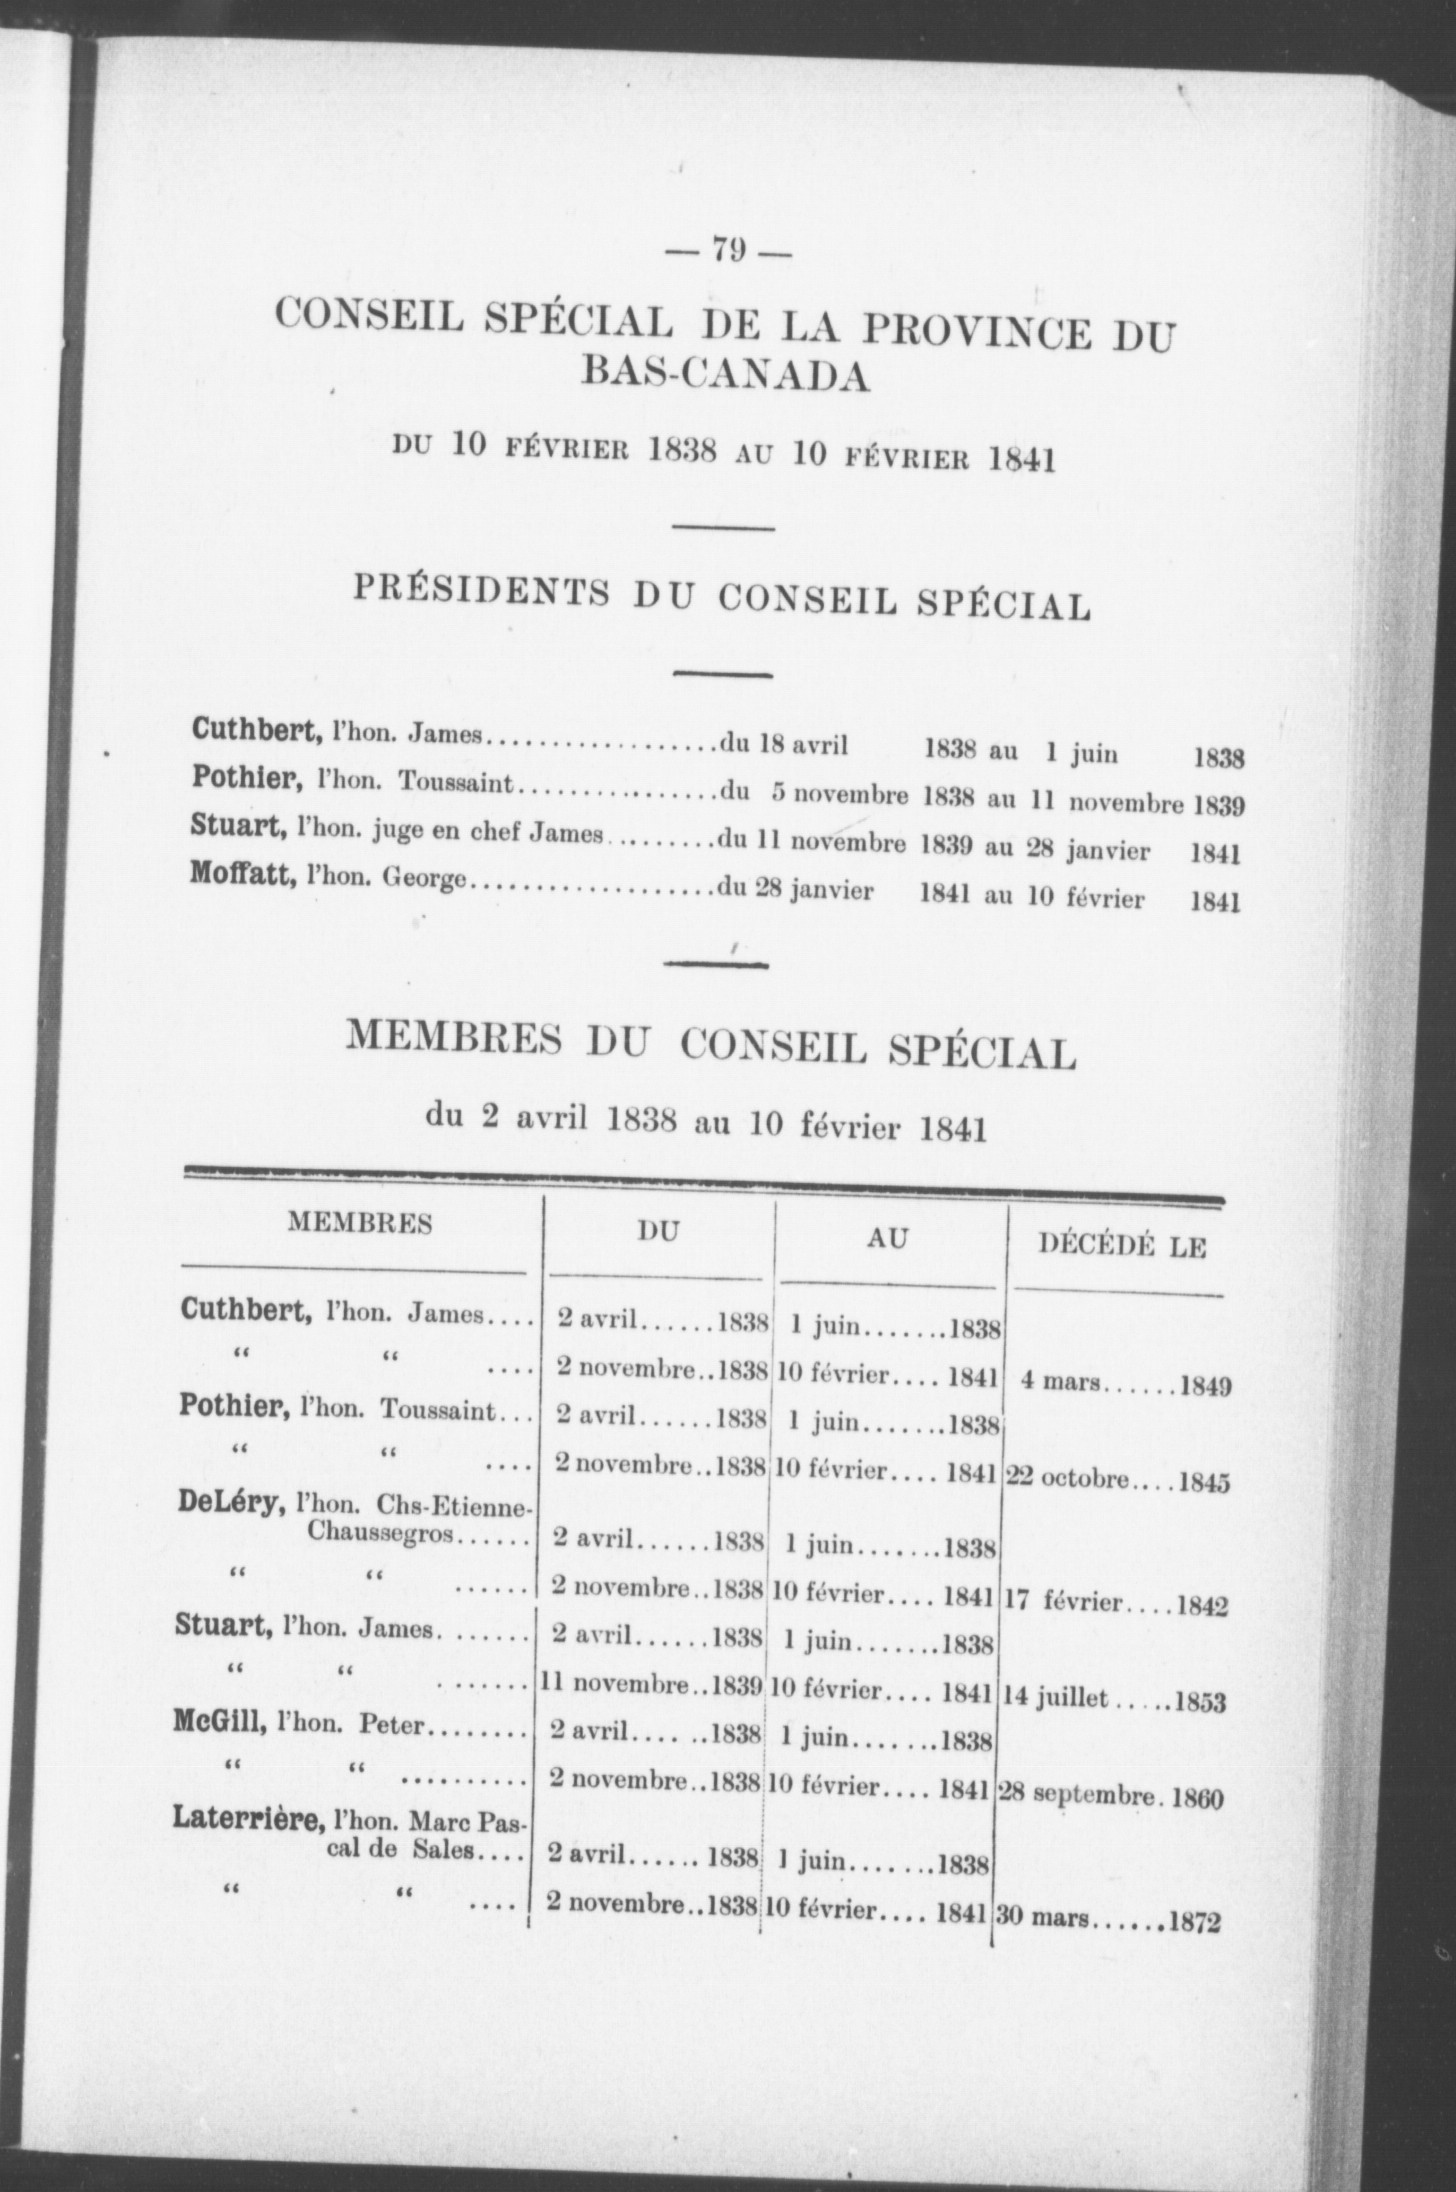 — 79 —
CONSEIL SPÉCIAL DE LA PROVINCE DU
BAS-CANADA
DU 10 FÉVRIER 1838 AU 10 FÉVRIER 1841
PRÉSIDENTS DU CONSEIL SPÉCIAL
Cuthbert, l'hon. James..................du 18 avril 1838 au 1 juin 1838
Pothier, l'hon. Toussaint................du 5 novembre 1838 au 11 novembre 1839
Stuart, l'hon. juge en chef James.........du 11 novembre 1839 au 28 janvier 1841
Moffatt, l'hon. George...................du 28 janvier 1841 au 10 février 1841
MEMBRES DU CONSEIL SPÉCIAL
du 2 avril 1838 au 10 février 1841
MEMBRES DU AU DÉCÉDÉ LE
Cuthbert, l'hon. James.... 2 avril......1838 1 juin.......1838
“ “ .... 2 novembre..1838 10 février.... 1841 4 mars......1849
Pothier, l'hon. Toussaint... 2 avril......1838 1 juin.......1838
“ “ .... 2 novembre..1838 10 février.... 1841 22 octobre....1845
DeLéry, l'hon. Chs-Etienne-
Chaussegros...... 2 avril......1838 1 juin.......1838
“ “ ...... 2 novembre..1838 10 février.... 1841 17 février....1842
Stuart, l'hon. James. ...... 2 avril......1838 1 juin.......1838
“ “ . ...... 11 novembre..1839 10 février.... 1841 14 juillet .. ...1853
McGill, l'hon. Peter........ 2 avril.... ..1838 1 juin.......1838
“ “ .......... 2 novembre..1838 10 février.... 1841 28 septembre. 1860
Laterrière, l'hon. Marc Pas-
cal de Sales.... 2 avril...... 1838 1 juin.......1838
“ “ .... 2 novembre..1838 10 février.... 1841 30 mars......1872